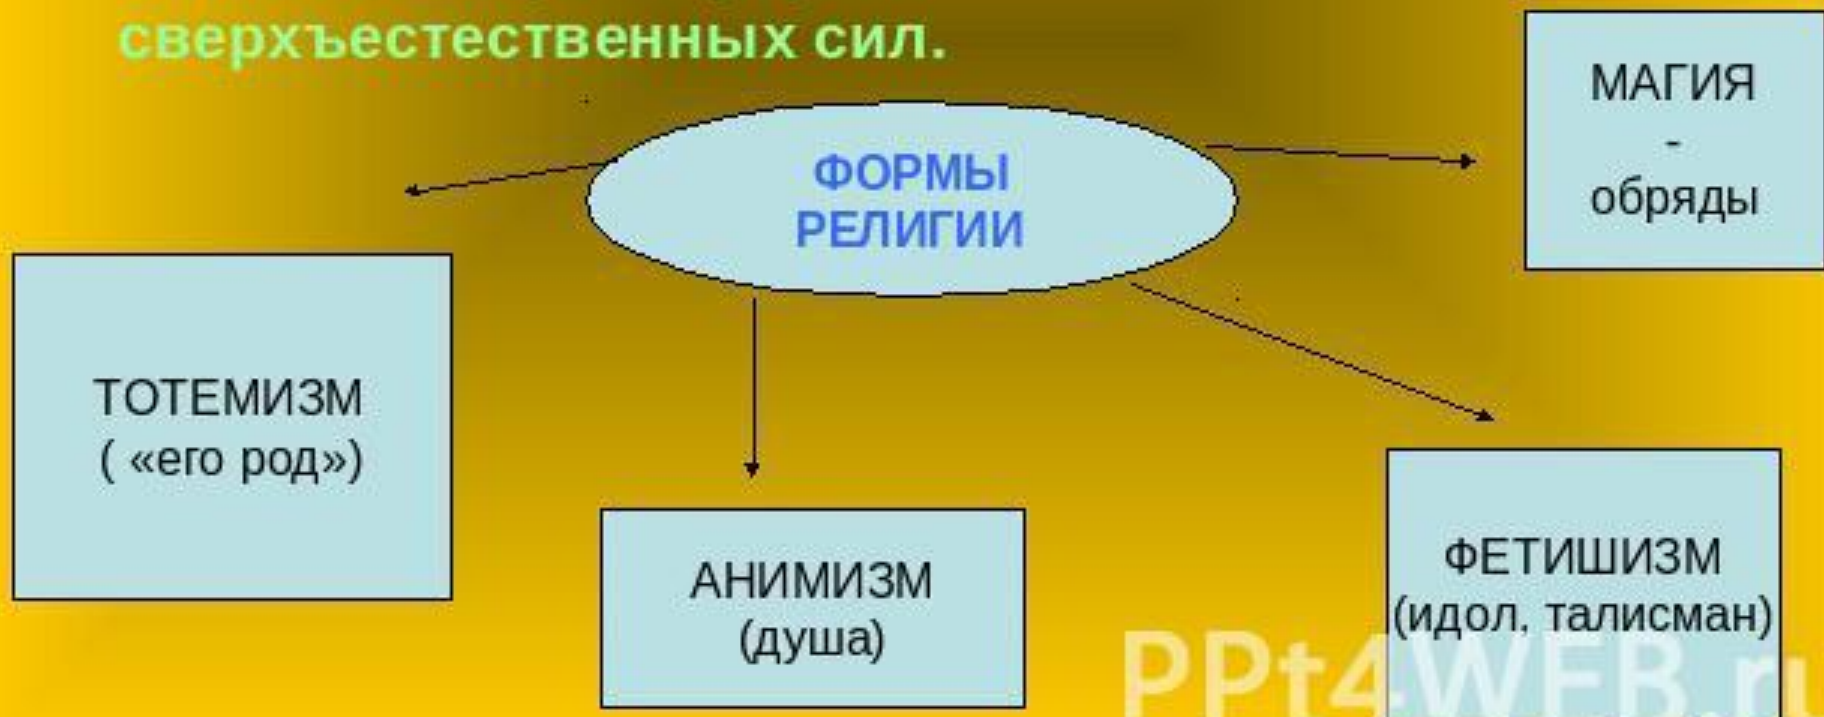 сверхъестественных сил.
ФОРМЫ
РЕЛИГИИ
МАГИЯ
-
обряды
ТОТЕМИЗМ
( «его род»)
АНИМИЗМ
(душа)
ФЕТИШИЗМ
(идол, талисман)
PPt4WEB.ru